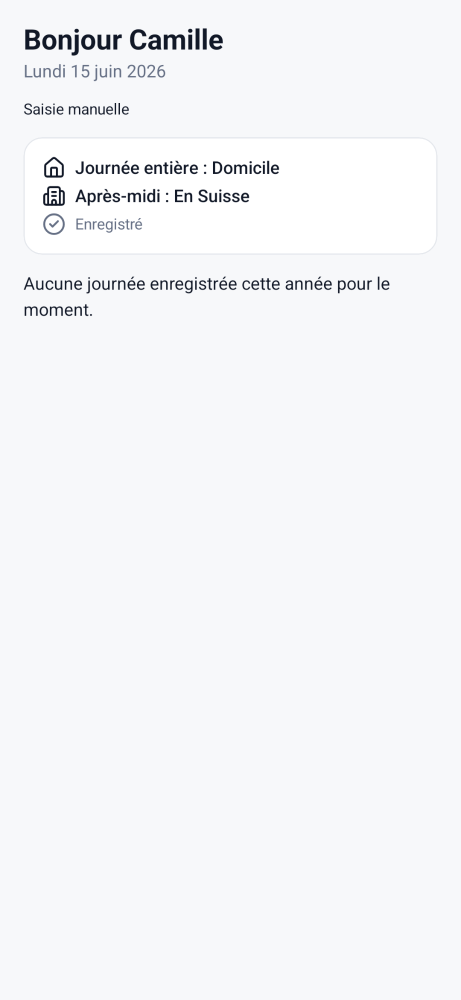 Bonjour Camille
Lundi 15 juin 2026
Saisie manuelle
Journée entière : Domicile
Après-midi : En Suisse
Enregistré
Aucune journée enregistrée cette année pour le
moment.